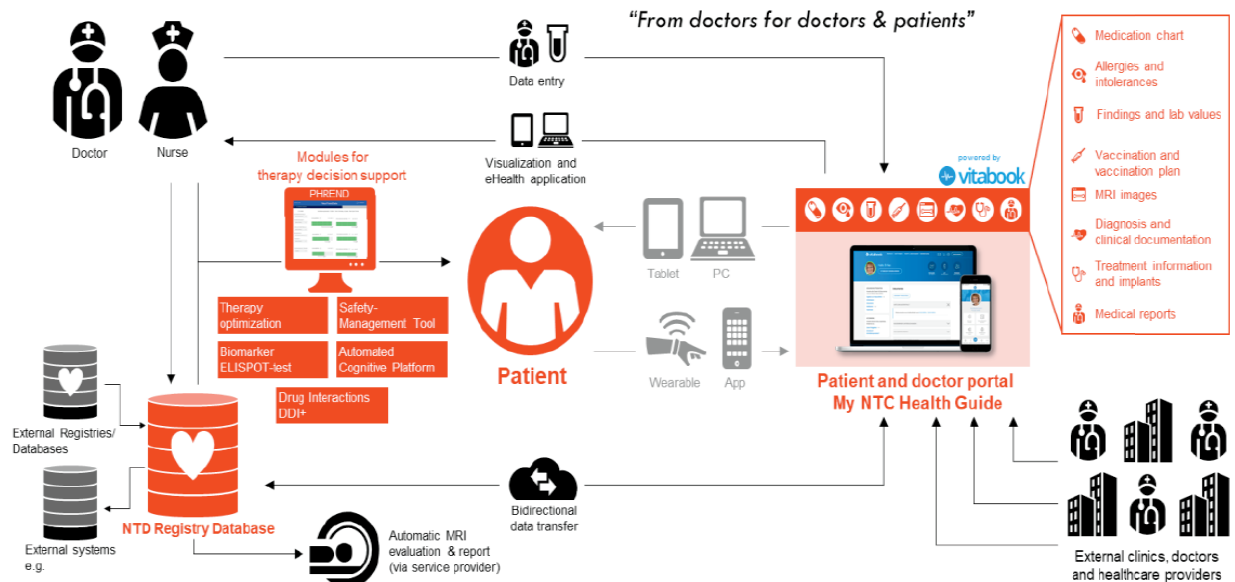 “From doctors for doctors & patients”
Doctor
Nurse
Data entry
Visualization and
eHealth application
Modules for
therapy decision support
PHREND
Therapy
optimization
Safety-
Management Tool
Biomarker
ELISPOT-test
Automated
Cognitive Platform
Drug Interactions
DDI+
Patient
Tablet
PC
Wearable
App
powered by
vitabook
Patient and doctor portal
My NTC Health Guide
Medication chart
Allergies and
intolerances
Findings and lab values
Vaccination and
vaccination plan
MRI images
Diagnosis and
clinical documentation
Treatment information
and implants
Medical reports
External Registries/
Databases
External systems
e.g.
NTD Registry Database
Automatic MRI
evaluation & report
(via service provider)
Bidirectional
data transfer
External clinics, doctors
and healthcare providers